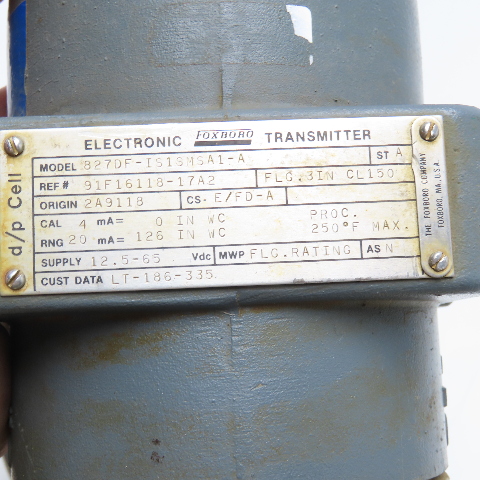 d/p Cell
ELECTRONIC FOXBORO TRANSMITTER
MODEL 827DF-IS1SMSA1-A ST A
REF# 91F16118-17A2 FLG.3IN CL150
ORIGIN 2A9118 CS- E/FD-A
CAL 4 mA= 0 IN WC PROC.
RNG 20 mA= 126 IN WC 250°F MAX.
SUPPLY 12.5-65 Vdc MWP FLG.RATING AS N
CUST DATA LT-186-335
THE FOXBORO COMPANY
FOXBORO, MA, U.S.A.